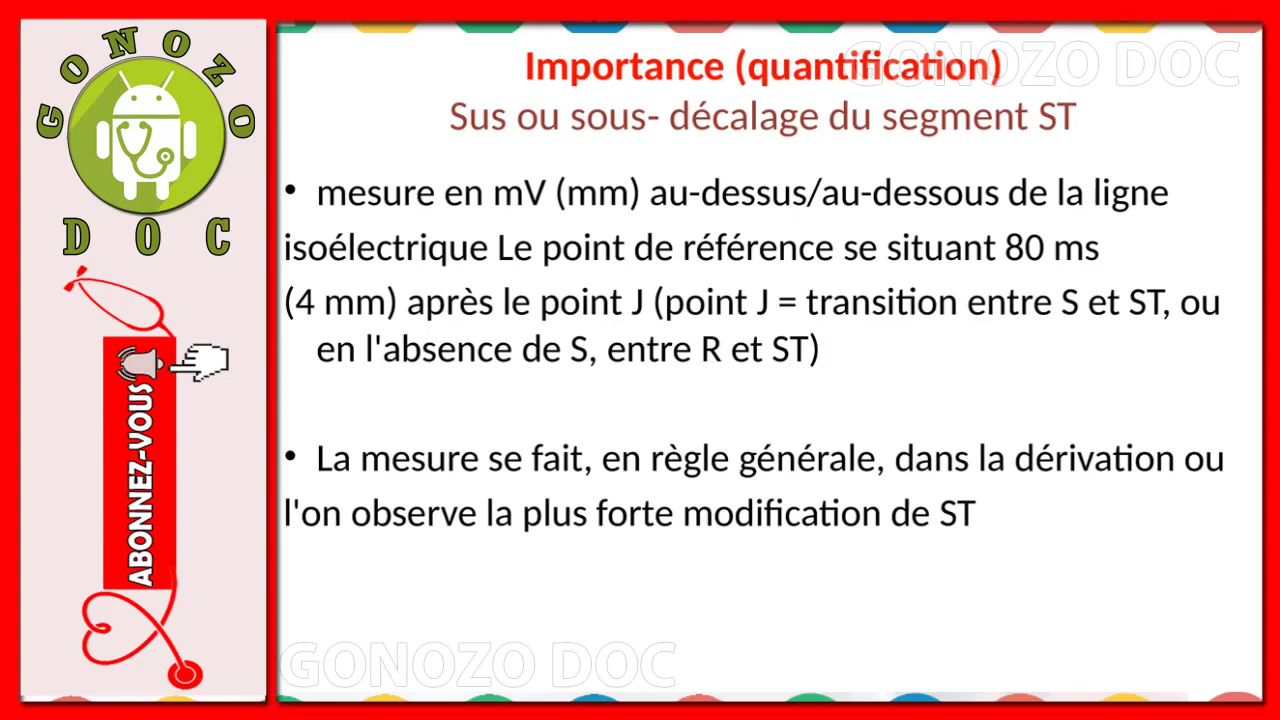 GONOZO
DOC
ABONNEZ-VOUS
GONOZO DOC
Importance (quantification)
Sus ou sous- décalage du segment ST
• mesure en mV (mm) au-dessus/au-dessous de la ligne
isoélectrique Le point de référence se situant 80 ms
(4 mm) après le point J (point J = transition entre S et ST, ou
en l'absence de S, entre R et ST)
• La mesure se fait, en règle générale, dans la dérivation ou
l'on observe la plus forte modification de ST
GONOZO DOC